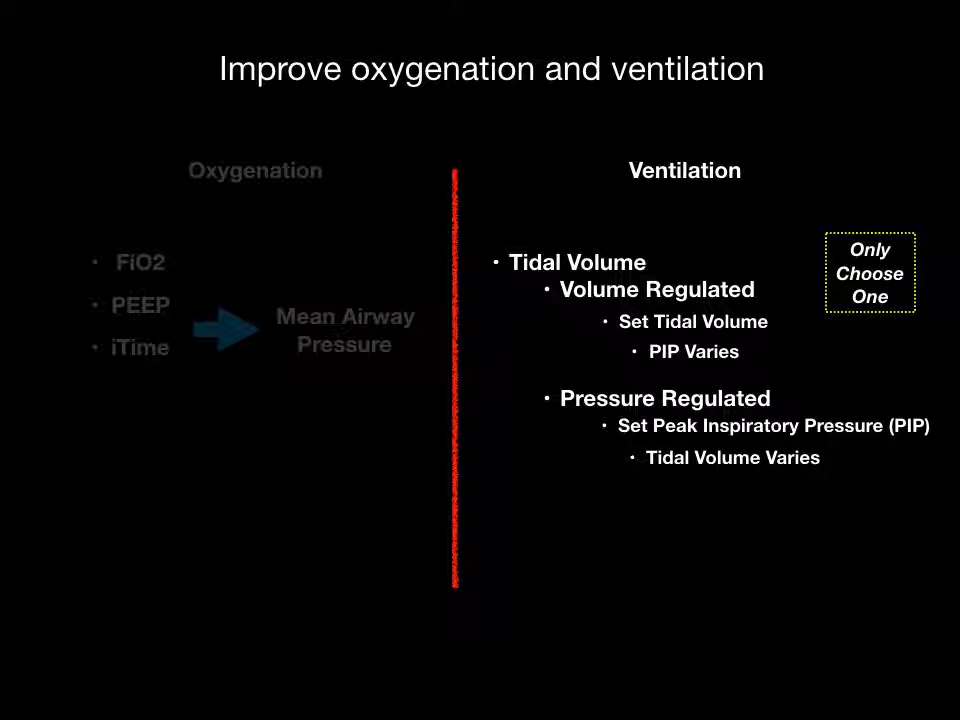 Improve oxygenation and ventilation
Oxygenation
• FiO2
• PEEP
• iTime
Mean Airway
Pressure
Ventilation
• Tidal Volume
• Volume Regulated
• Set Tidal Volume
• PIP Varies
• Pressure Regulated
• Set Peak Inspiratory Pressure (PIP)
• Tidal Volume Varies
Only
Choose
One